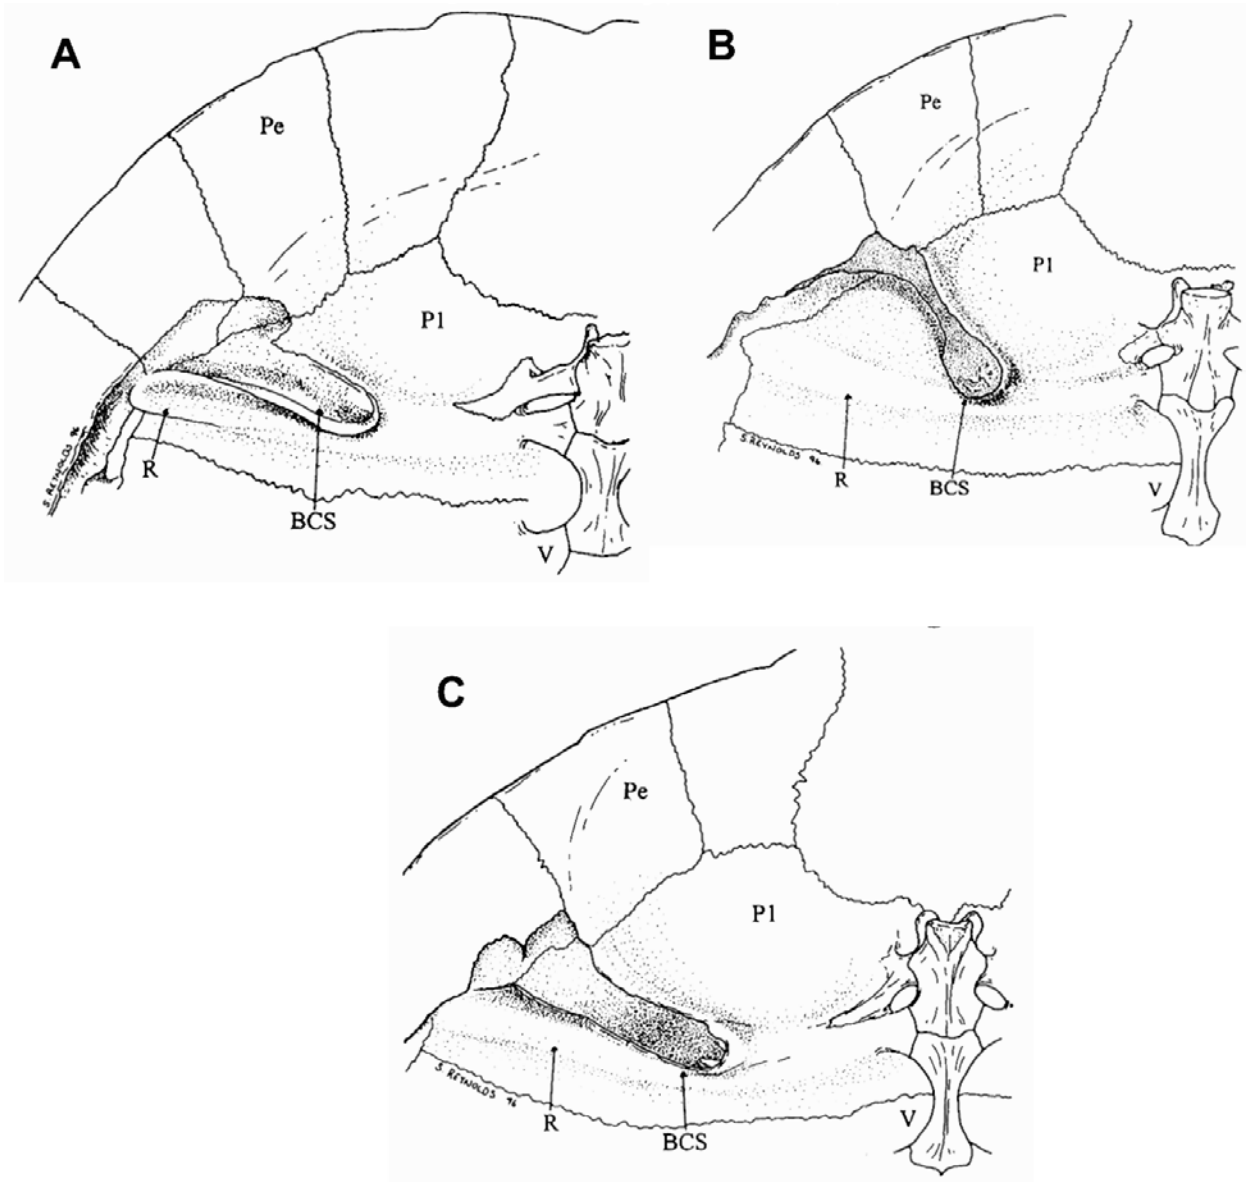 A
Pe
P1
R
BCS
V
S. REYNOLDS 96
B
Pe
P1
S. REYNOLDS 96
R
BCS
V
C
Pe
P1
S. REYNOLDS 96
R
BCS
V